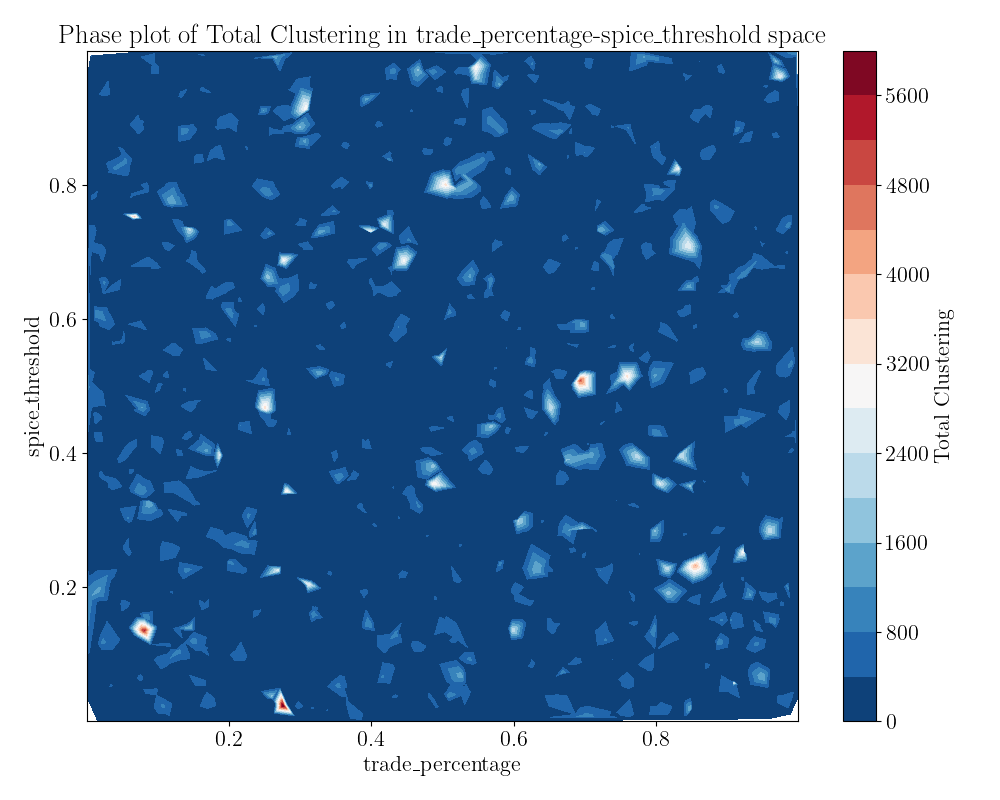 Phase plot of Total Clustering in trade_percentage-spice_threshold space
spice_threshold
0.8
0.6
0.4
0.2
0.2 0.4 0.6 0.8
trade_percentage
5600
4800
4000
3200
2400
1600
800
0
Total Clustering